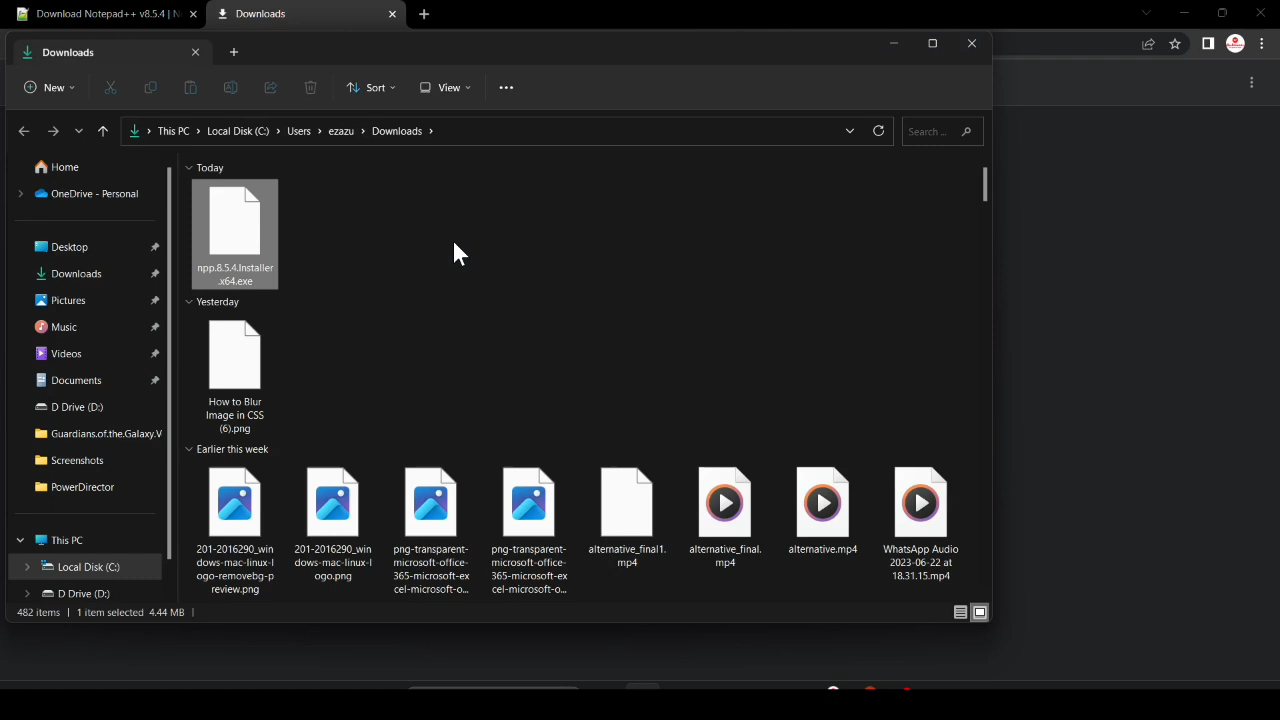 Download Notepad++ v8.5.4 | N
Downloads
Downloads
New
Sort
View
This PC > Local Disk (C:) > Users > ezazu > Downloads >
Search ...
Home
OneDrive - Personal
Desktop
Downloads
Pictures
Music
Videos
Documents
D Drive (D:)
Guardians.of.the.Galaxy.V
Screenshots
PowerDirector
This PC
Local Disk (C:)
D Drive (D:)
Today
npp.8.5.4.Installer
.x64.exe
Yesterday
How to Blur
Image in CSS
(6).png
Earlier this week
201-2016290_win
dows-mac-linux-l
ogo-removebg-p
review.png
201-2016290_win
dows-mac-linux-l
ogo.png
png-transparent-
microsoft-office-
365-microsoft-ex
cel-microsoft-o...
png-transparent-
microsoft-office-
365-microsoft-ex
cel-microsoft-o...
alternative_final1.
mp4
alternative_final.
mp4
alternative.mp4
WhatsApp Audio
2023-06-22 at
18.31.15.mp4
482 items
1 item selected 4.44 MB